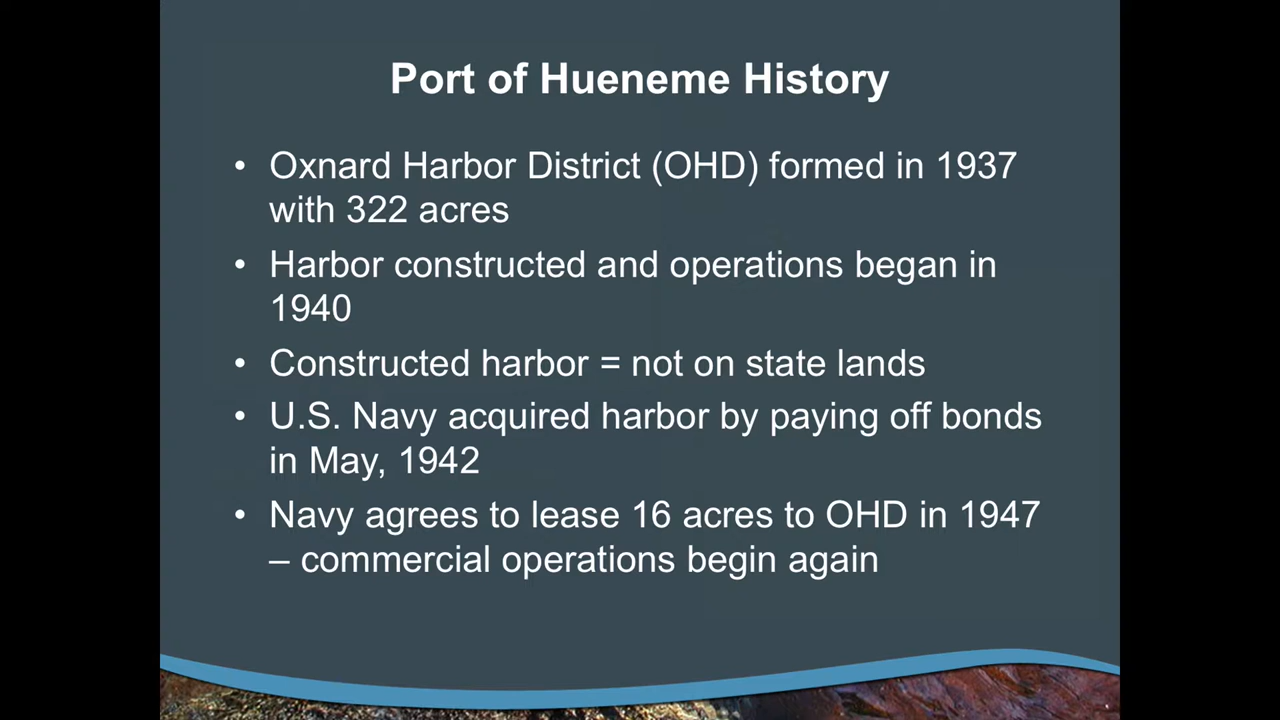 Port of Hueneme History
• Oxnard Harbor District (OHD) formed in 1937
with 322 acres
• Harbor constructed and operations began in
1940
• Constructed harbor = not on state lands
• U.S. Navy acquired harbor by paying off bonds
in May, 1942
• Navy agrees to lease 16 acres to OHD in 1947
– commercial operations begin again